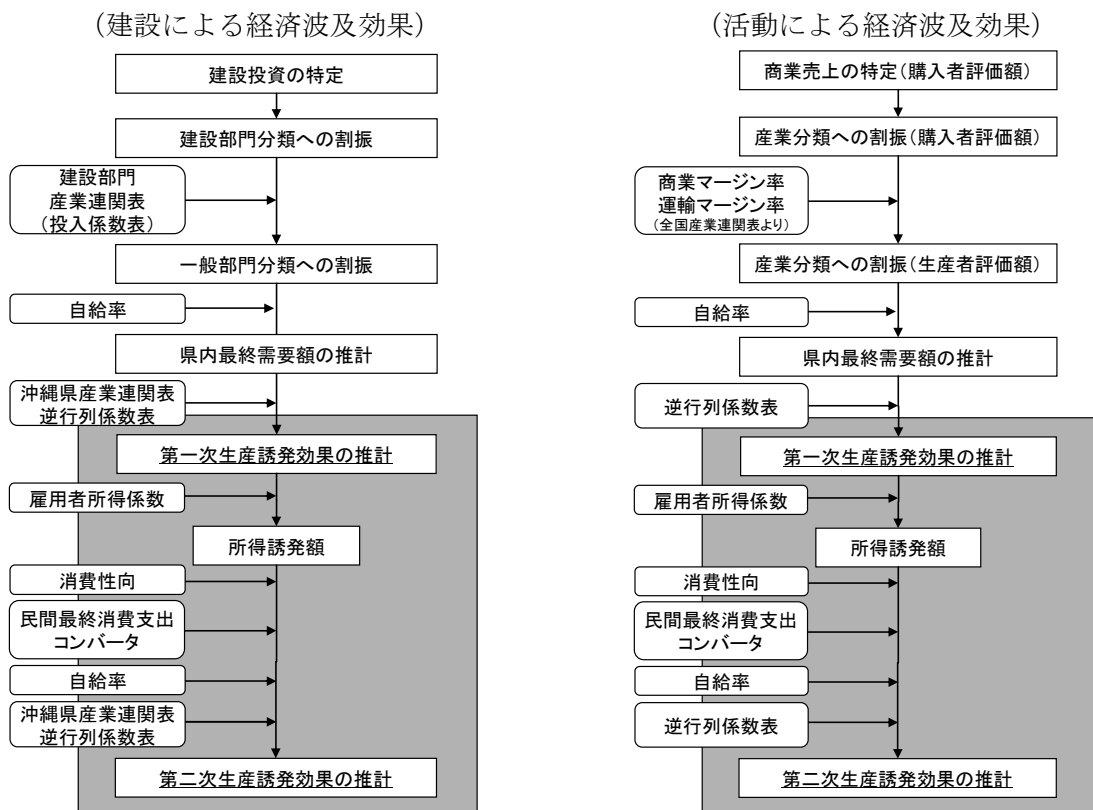 （建設による経済波及効果）
建設投資の特定
建設部門分類への割振
建設部門
産業連関表
（投入係数表）
一般部門分類への割振
自給率
県内最終需要額の推計
沖縄県産業連関表
逆行列係数表
第一次生産誘発効果の推計
雇用者所得係数
所得誘発額
消費性向
民間最終消費支出
コンバータ
自給率
沖縄県産業連関表
逆行列係数表
第二次生産誘発効果の推計
（活動による経済波及効果）
商業売上の特定（購入者評価額）
産業分類への割振（購入者評価額）
商業マージン率
運輸マージン率
（全国産業連関表より）
産業分類への割振（生産者評価額）
自給率
県内最終需要額の推計
逆行列係数表
第一次生産誘発効果の推計
雇用者所得係数
所得誘発額
消費性向
民間最終消費支出
コンバータ
自給率
逆行列係数表
第二次生産誘発効果の推計